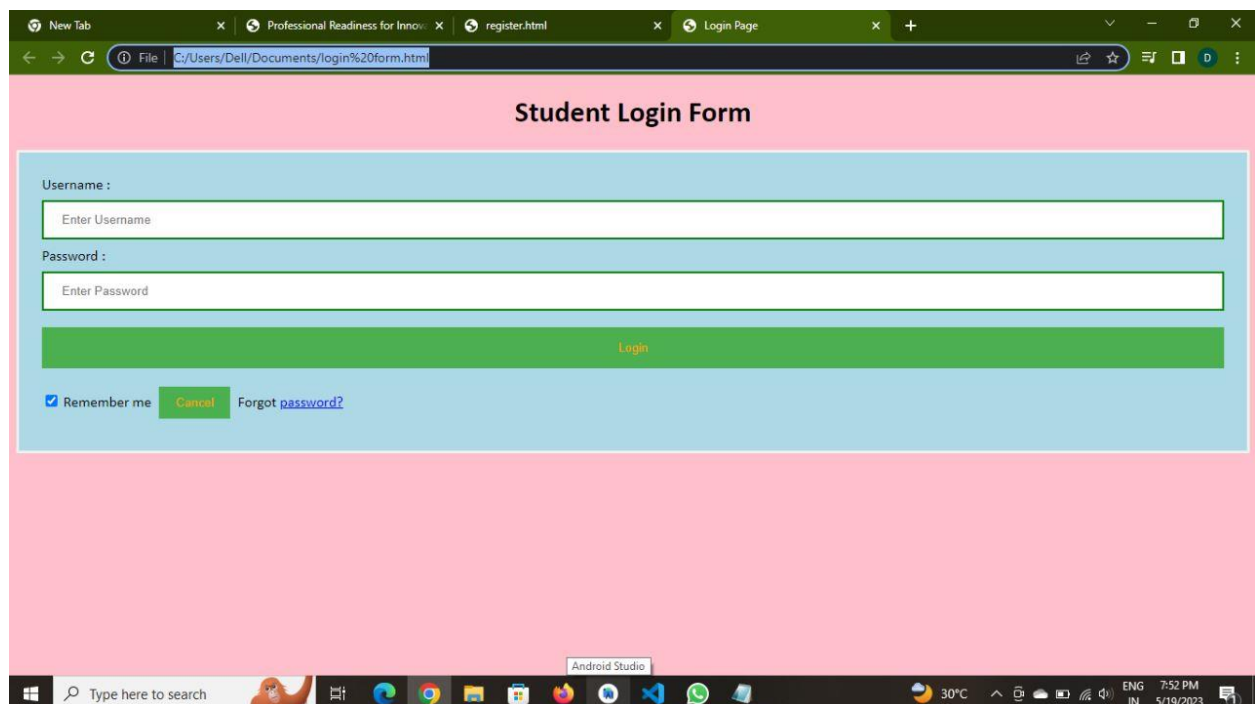 New Tab
Professional Readiness for Innov
register.html
Login Page
File
C:/Users/Dell/Documents/login%20form.html
D
Student Login Form
Username :
Enter Username
Password :
Enter Password
Login
Remember me
Cancel
Forgot password?
Android Studio
Type here to search
30°C
ENG
IN
7:52 PM
5/19/2023